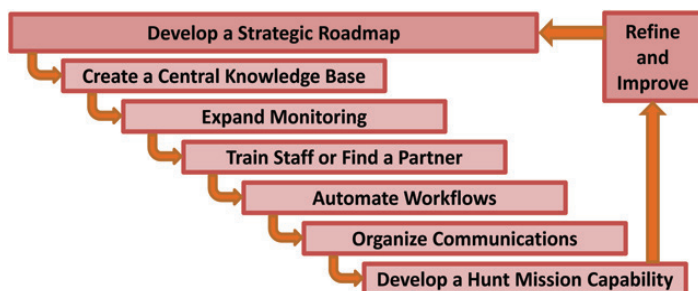 Develop a Strategic Roadmap
Refine
and
Improve
Create a Central Knowledge Base
Expand Monitoring
Train Staff or Find a Partner
Automate Workflows
Organize Communications
Develop a Hunt Mission Capability